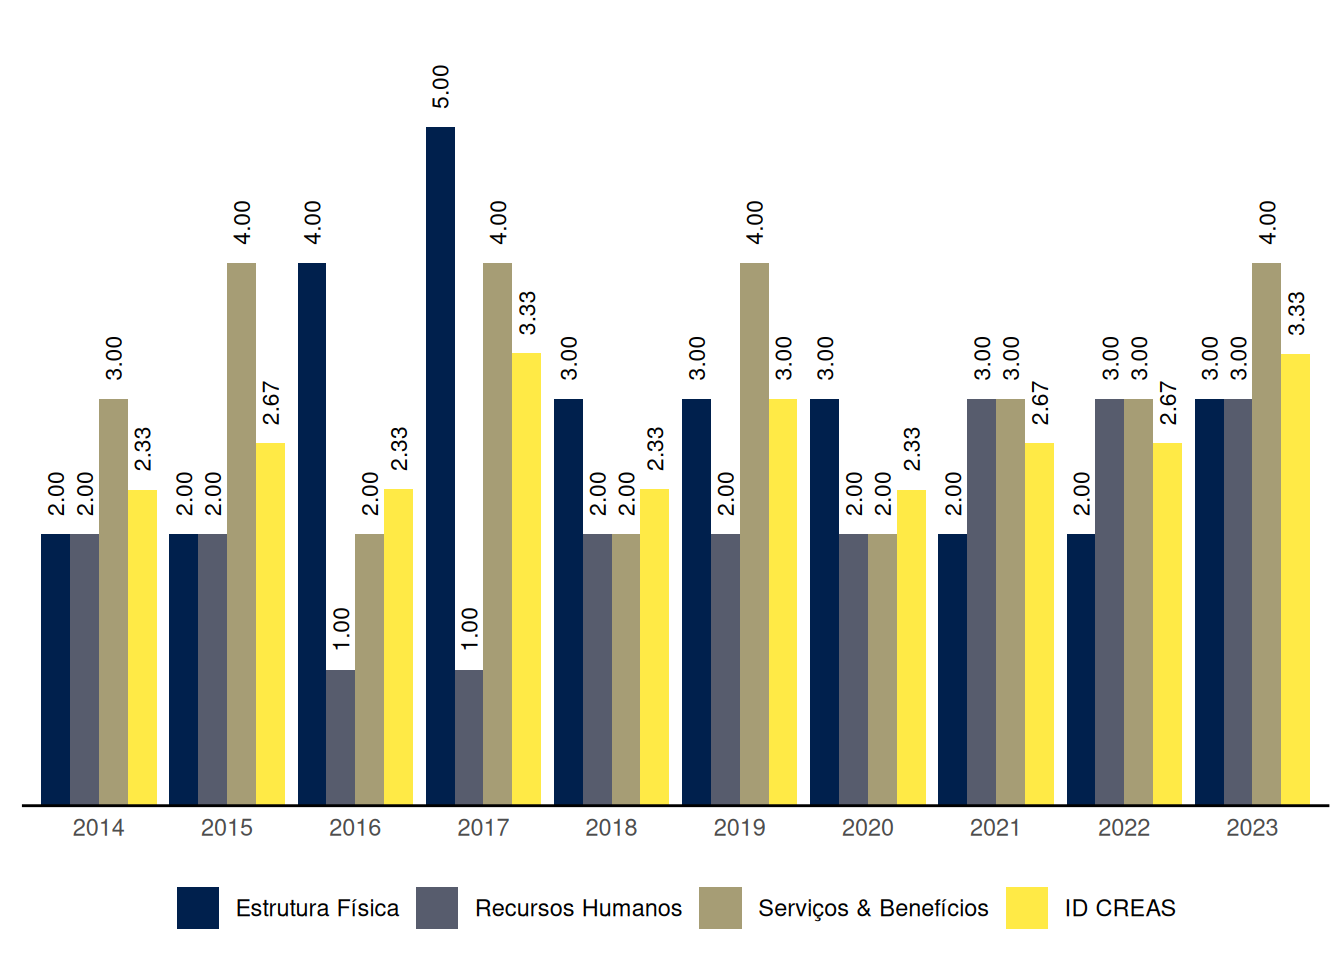 5.00
4.00 4.00 4.00 4.00 4.00
3.33 3.33
3.00 3.00 3.00 3.00 3.00 3.00 3.00 3.00 3.00 3.00 3.00
2.67 2.67 2.67
2.33 2.33 2.33 2.33
2.00 2.00 2.00 2.00 2.00 2.00 2.00 2.00 2.00 2.00 2.00 2.00
1.00 1.00
2014 2015 2016 2017 2018 2019 2020 2021 2022 2023
Estrutura Física Recursos Humanos Serviços & Benefícios ID CREAS